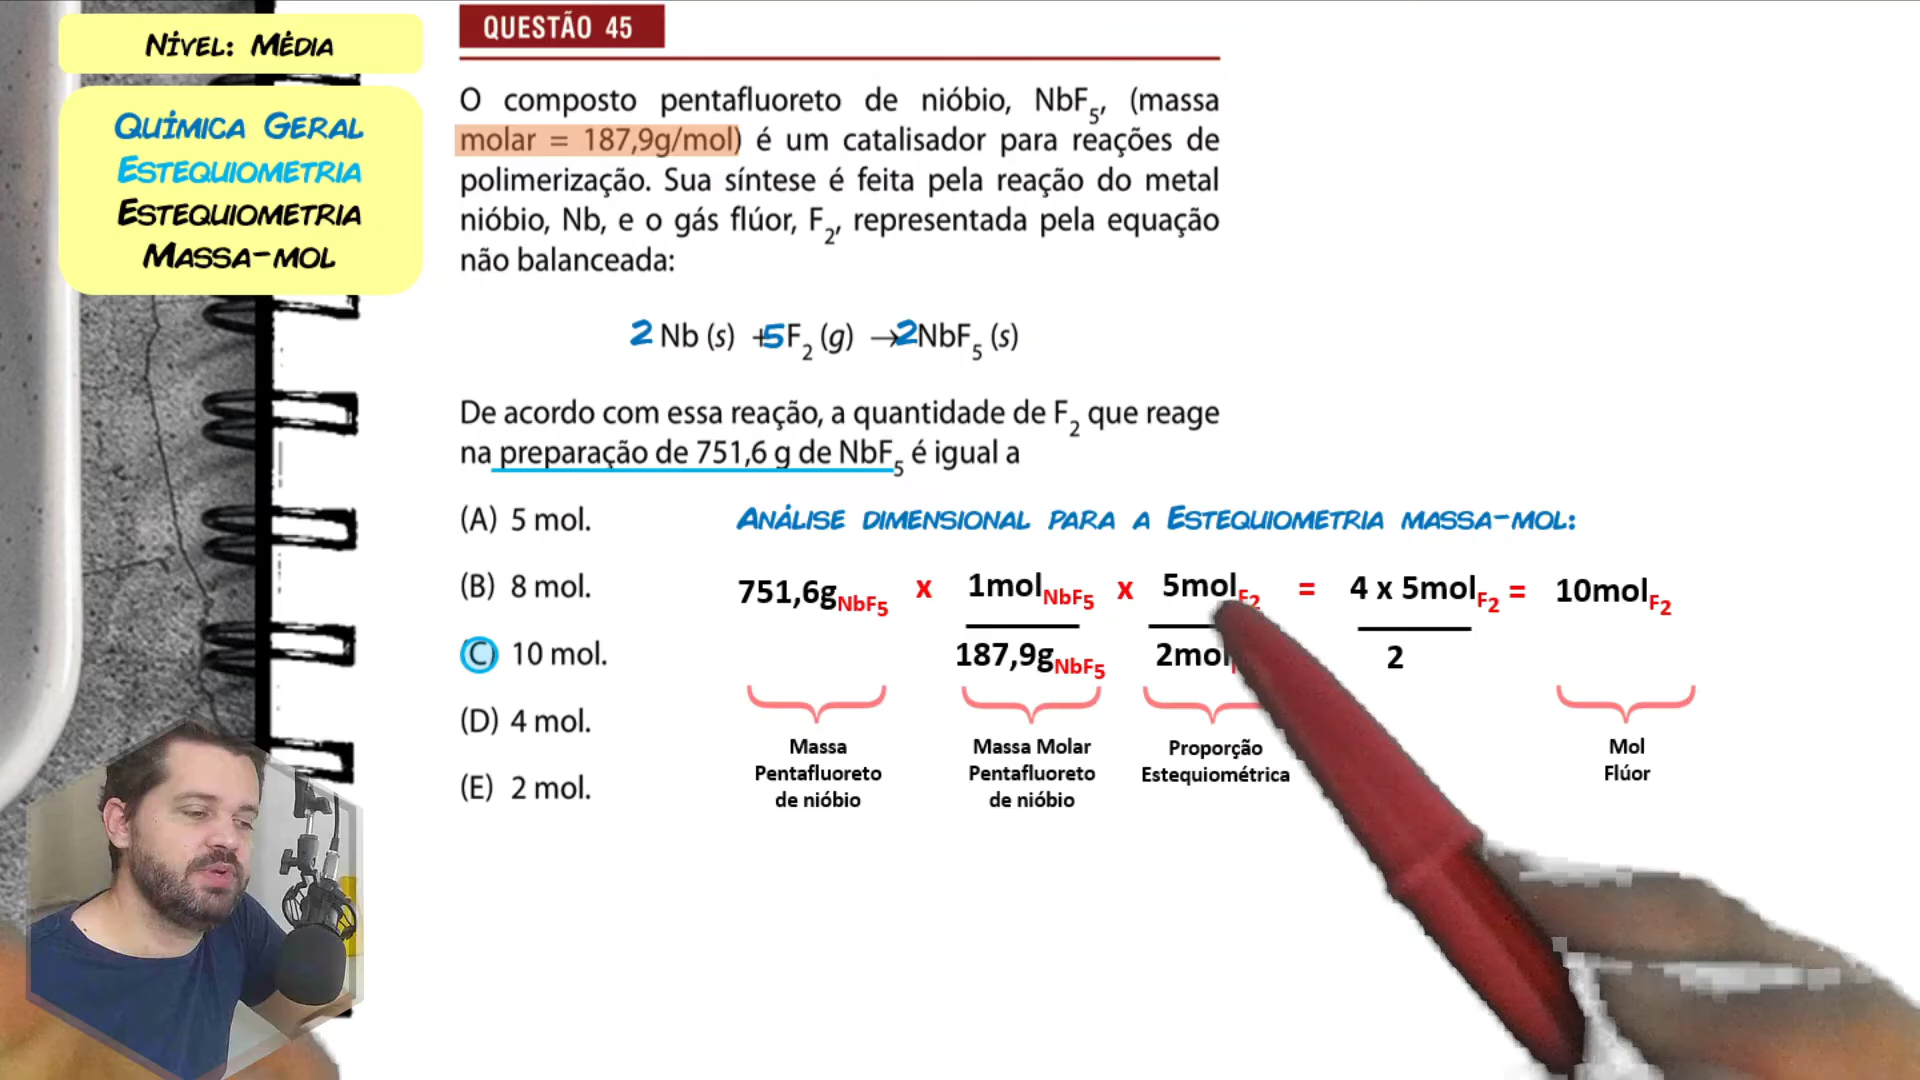 NÍVEL: MÉDIA
QUÍMICA GERAL
ESTEQUIOMETRIA
ESTEQUIOMETRIA
MASSA-MOL
QUESTÃO 45
O composto pentafluoreto de nióbio, NbF5, (massa
molar = 187,9g/mol) é um catalisador para reações de
polimerização. Sua síntese é feita pela reação do metal
nióbio, Nb, e o gás flúor, F2, representada pela equação
não balanceada:
2 Nb (s) + 5 F2 (g) → 2 NbF5 (s)
De acordo com essa reação, a quantidade de F2 que reage
na preparação de 751,6 g de NbF5 é igual a
(A) 5 mol.
(B) 8 mol.
(C) 10 mol.
(D) 4 mol.
(E) 2 mol.
ANÁLISE DIMENSIONAL PARA A ESTEQUIOMETRIA MASSA-MOL:
751,6gNbF5 x 1molNbF5 x 5molF2 = 4 x 5molF2 = 10molF2
187,9gNbF5 2mol 2
Massa
Pentafluoreto
de nióbio
Massa Molar
Pentafluoreto
de nióbio
Proporção
Estequiométrica
Mol
Flúor